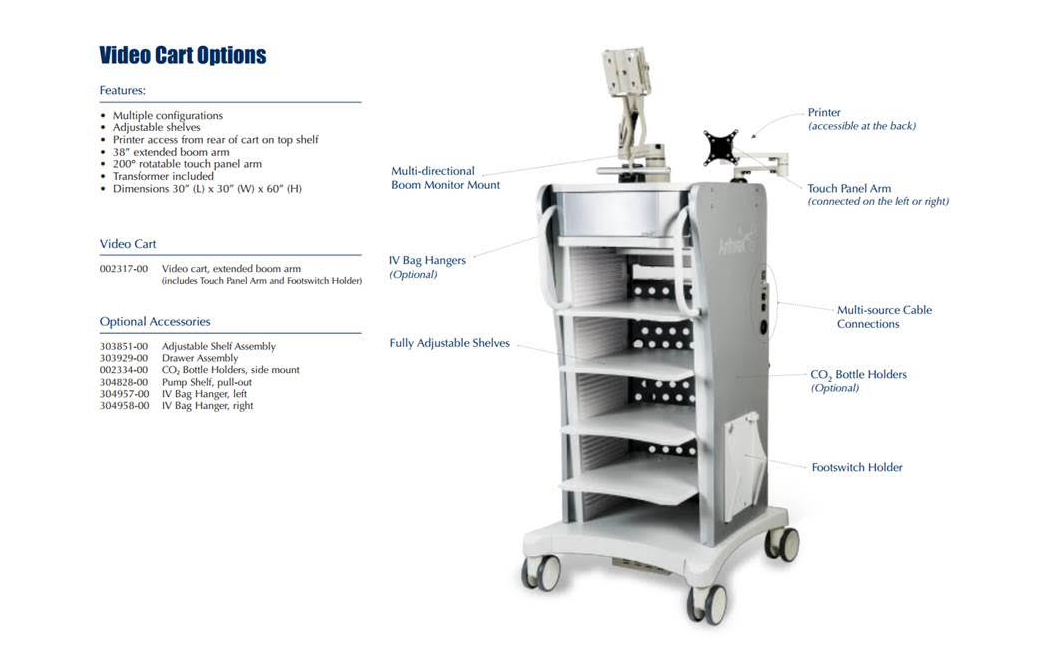 Video Cart Options
Features:
• Multiple configurations
• Adjustable shelves
• Printer access from rear of cart on top shelf
• 38" extended boom arm
• 200° rotatable touch panel arm
• Transformer included
• Dimensions 30" (L) x 30" (W) x 60" (H)
Video Cart
002317-00 Video cart, extended boom arm
(includes Touch Panel Arm and Footswitch Holder)
Optional Accessories
303851-00 Adjustable Shelf Assembly
303929-00 Drawer Assembly
002334-00 CO₂ Bottle Holders, side mount
304828-00 Pump Shelf, pull-out
304957-00 IV Bag Hanger, left
304958-00 IV Bag Hanger, right
Multi-directional
Boom Monitor Mount
IV Bag Hangers
(Optional)
Fully Adjustable Shelves
Printer
(accessible at the back)
Touch Panel Arm
(connected on the left or right)
Multi-source Cable
Connections
CO₂ Bottle Holders
(Optional)
Footswitch Holder